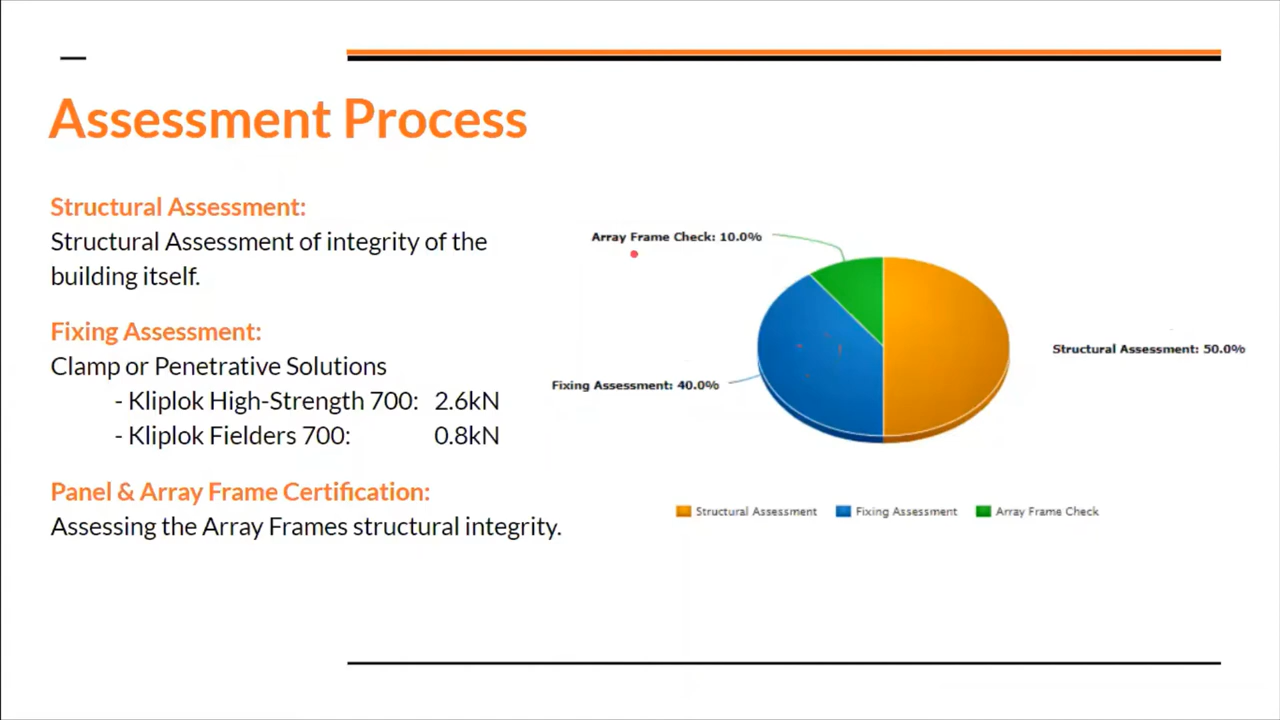 Assessment Process
Structural Assessment:
Structural Assessment of integrity of the
building itself.
Fixing Assessment:
Clamp or Penetrative Solutions
- Kliplok High-Strength 700: 2.6kN
- Kliplok Fielders 700: 0.8kN
Panel & Array Frame Certification:
Assessing the Array Frames structural integrity.
Array Frame Check: 10.0%
Structural Assessment: 50.0%
Fixing Assessment: 40.0%
Structural Assessment Fixing Assessment Array Frame Check